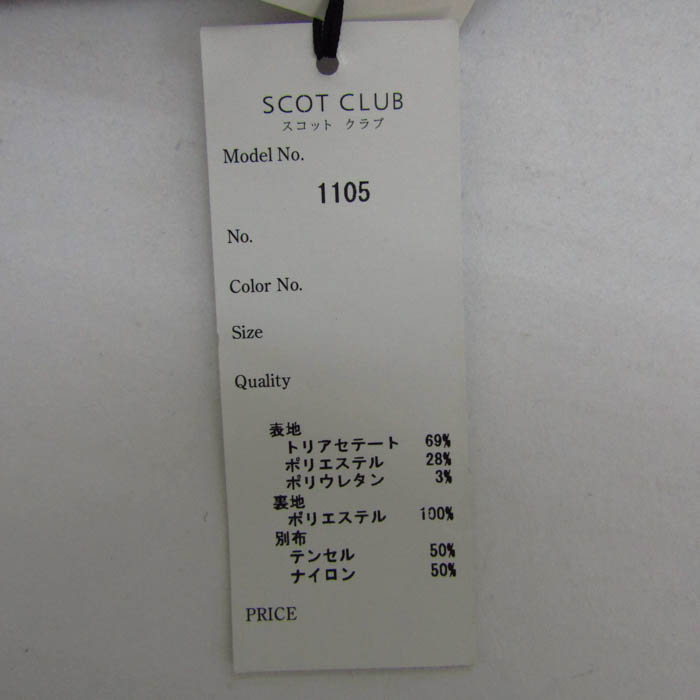 SCOT CLUB
スコット クラブ
Model No.
1105
No.
Color No.
Size
Quality
表地
トリアセテート 69%
ポリエステル 28%
ポリウレタン 3%
裏地
ポリエステル 100%
別布
テンセル 50%
ナイロン 50%
PRICE